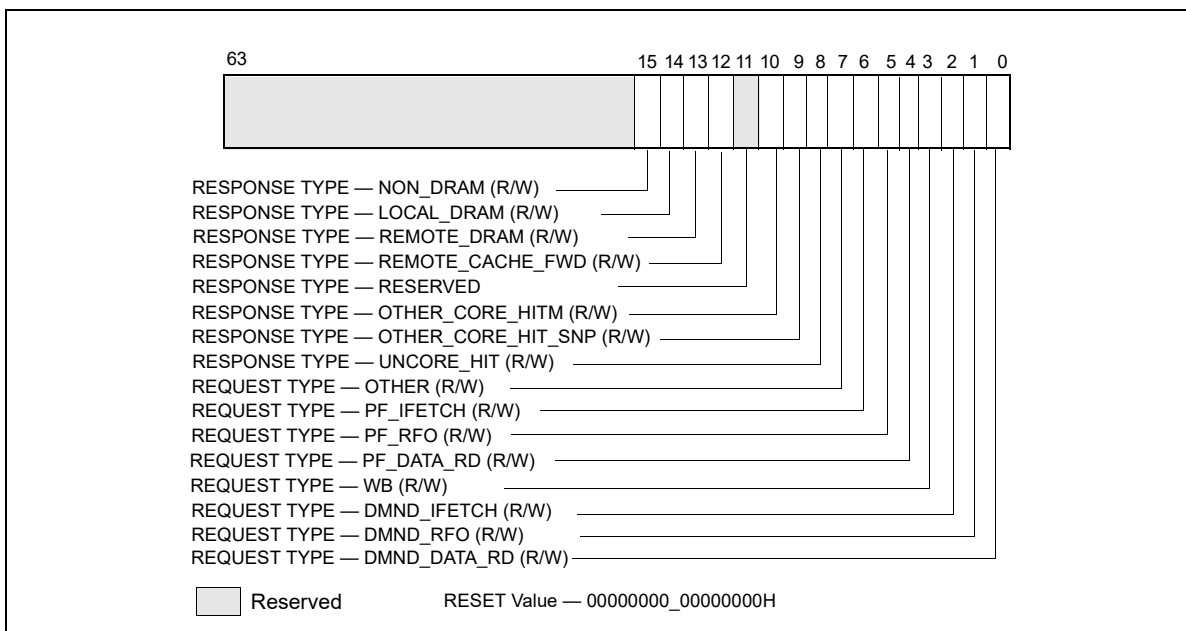 63 15 14 13 12 11 10 9 8 7 6 5 4 3 2 1 0
RESPONSE TYPE — NON_DRAM (R/W)
RESPONSE TYPE — LOCAL_DRAM (R/W)
RESPONSE TYPE — REMOTE_DRAM (R/W)
RESPONSE TYPE — REMOTE_CACHE_FWD (R/W)
RESPONSE TYPE — RESERVED
RESPONSE TYPE — OTHER_CORE_HITM (R/W)
RESPONSE TYPE — OTHER_CORE_HIT_SNP (R/W)
RESPONSE TYPE — UNCORE_HIT (R/W)
REQUEST TYPE — OTHER (R/W)
REQUEST TYPE — PF_IFETCH (R/W)
REQUEST TYPE — PF_RFO (R/W)
REQUEST TYPE — PF_DATA_RD (R/W)
REQUEST TYPE — WB (R/W)
REQUEST TYPE — DMND_IFETCH (R/W)
REQUEST TYPE — DMND_RFO (R/W)
REQUEST TYPE — DMND_DATA_RD (R/W)
Reserved RESET Value — 00000000_00000000H